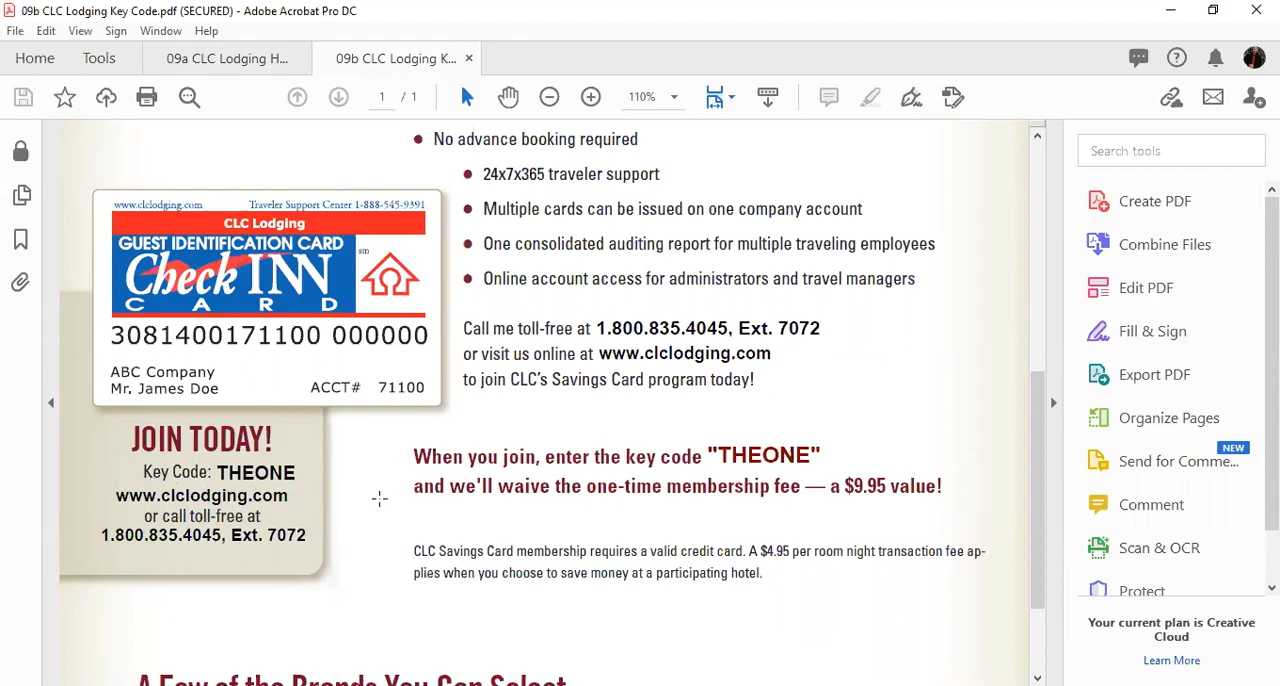 09b CLC Lodging Key Code.pdf (SECURED) - Adobe Acrobat Pro DC
File Edit View Sign Window Help
Home Tools 09a CLC Lodging H... 09b CLC Lodging K... ×
1 / 1 110%
• No advance booking required
• 24x7x365 traveler support
• Multiple cards can be issued on one company account
• One consolidated auditing report for multiple traveling employees
• Online account access for administrators and travel managers
www.clclodging.com Traveler Support Center 1-888-545-9391
CLC Lodging
GUEST IDENTIFICATION CARD
Check INN sm
CARD
3081400171100 000000
ABC Company
Mr. James Doe ACCT# 71100
Call me toll-free at 1.800.835.4045, Ext. 7072
or visit us online at www.clclodging.com
to join CLC's Savings Card program today!
JOIN TODAY!
Key Code: THEONE
www.clclodging.com
or call toll-free at
1.800.835.4045, Ext. 7072
When you join, enter the key code "THEONE"
and we'll waive the one-time membership fee — a $9.95 value!
CLC Savings Card membership requires a valid credit card. A $4.95 per room night transaction fee ap-
plies when you choose to save money at a participating hotel.
A Few of the Brands You Can Select
Search tools
Create PDF
Combine Files
Edit PDF
Fill & Sign
Export PDF
Organize Pages
NEW
Send for Comme...
Comment
Scan & OCR
Protect
Your current plan is Creative
Cloud
Learn More